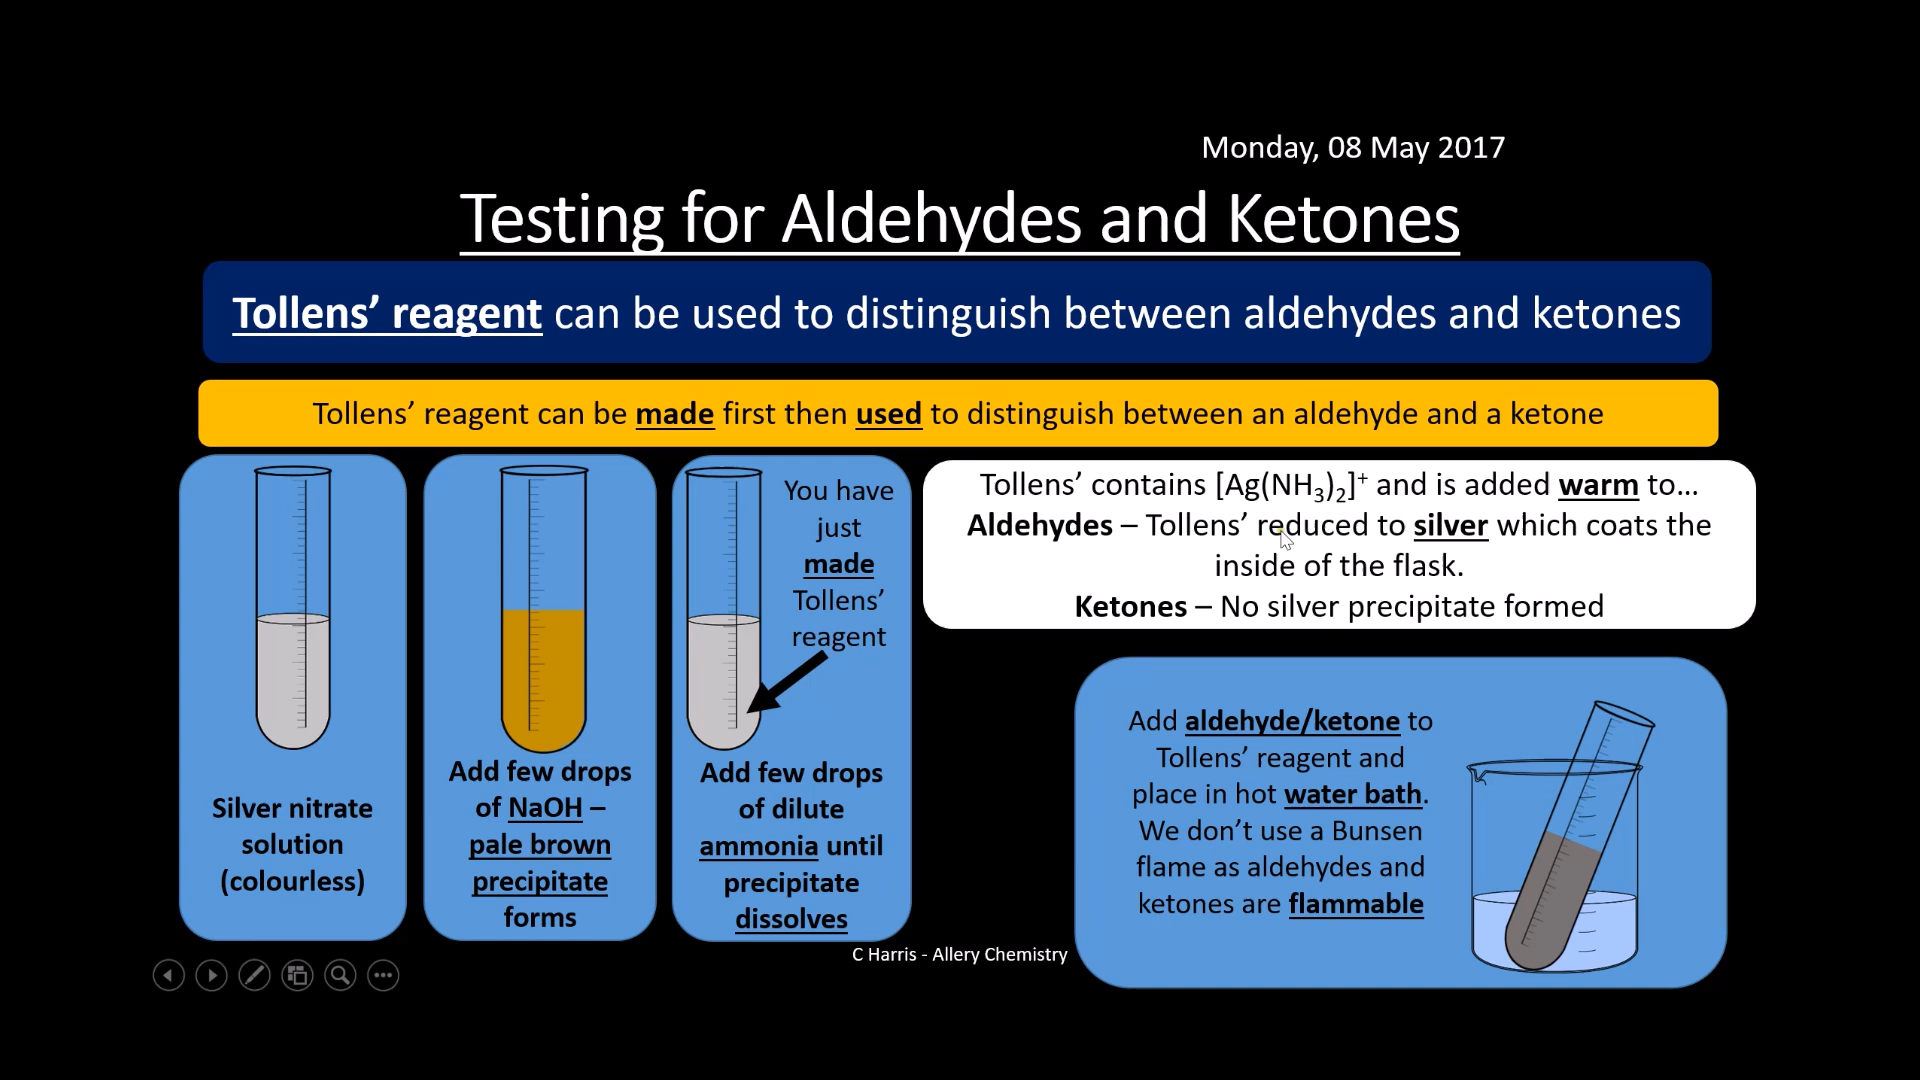 Monday, 08 May 2017
Testing for Aldehydes and Ketones
Tollens’ reagent can be used to distinguish between aldehydes and ketones
Tollens’ reagent can be made first then used to distinguish between an aldehyde and a ketone
Silver nitrate
solution
(colourless)
Add few drops
of NaOH –
pale brown
precipitate
forms
You have
just
made
Tollens’
reagent
Add few drops
of dilute
ammonia until
precipitate
dissolves
Tollens’ contains [Ag(NH₃)₂]⁺ and is added warm to…
Aldehydes – Tollens’ reduced to silver which coats the
inside of the flask.
Ketones – No silver precipitate formed
Add aldehyde/ketone to
Tollens’ reagent and
place in hot water bath.
We don’t use a Bunsen
flame as aldehydes and
ketones are flammable
C Harris - Allery Chemistry